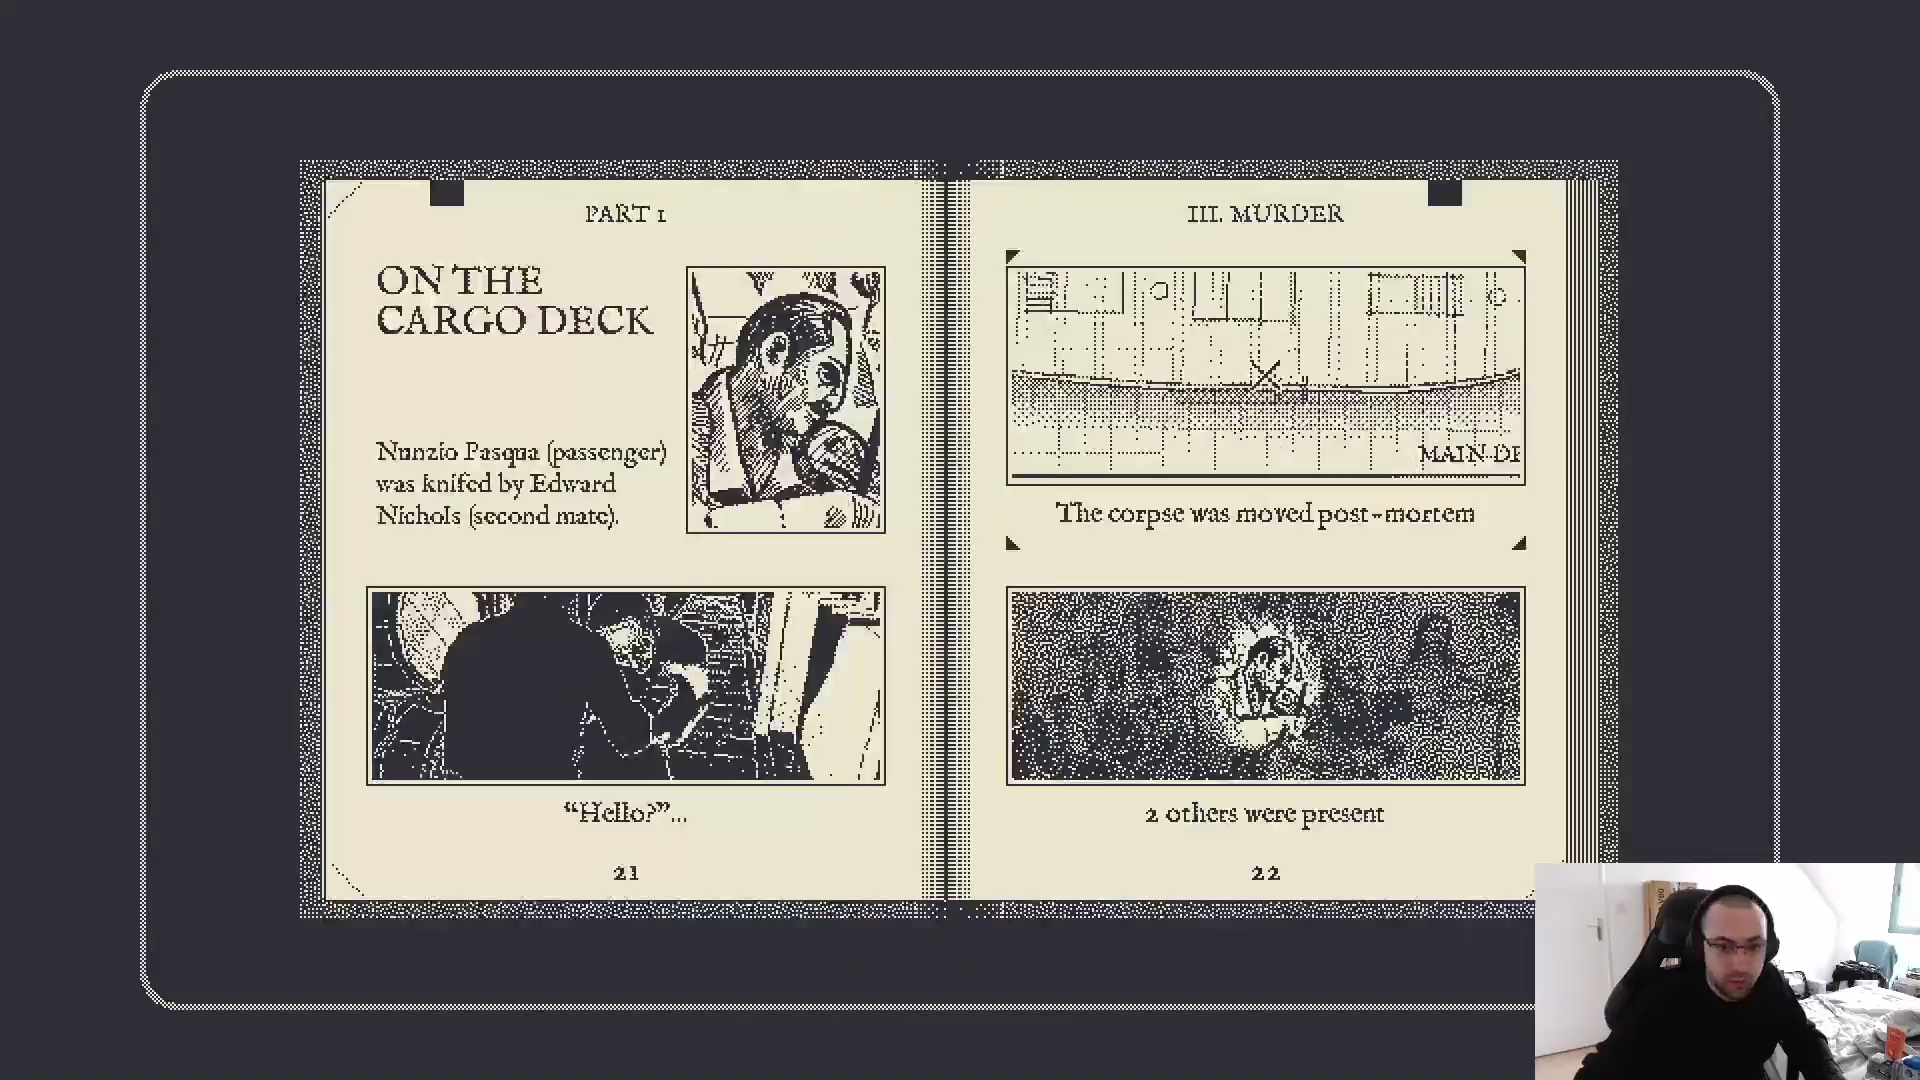 PART 1
ON THE
CARGO DECK
Nunzio Pasqua (passenger)
was knifed by Edward
Nichols (second mate).
“Hello?”...
21
III. MURDER
MAIN DE
The corpse was moved post-mortem
2 others were present
22